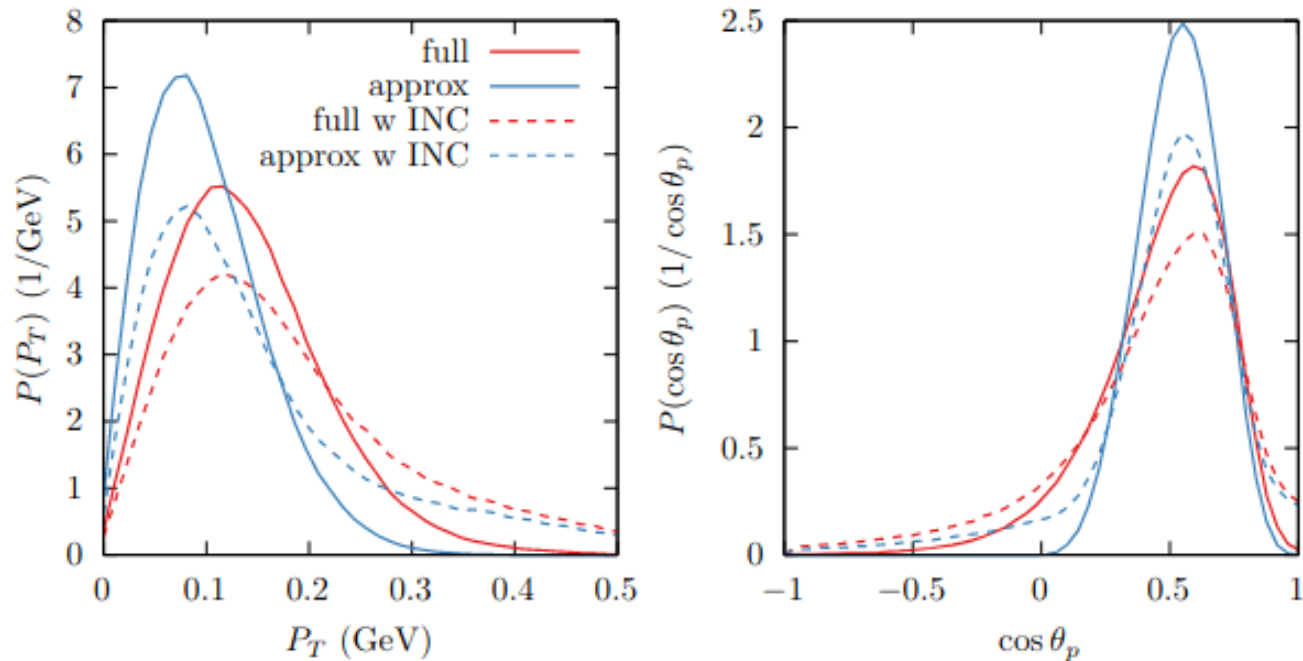 8
7
6
5
4
3
2
1
0
P(P_T) (1/GeV)
full
approx
full w INC
approx w INC
0 0.1 0.2 0.3 0.4 0.5
P_T (GeV)
2.5
2
1.5
1
0.5
0
P(cos θ_p) (1/ cos θ_p)
−1 −0.5 0 0.5 1
cos θ_p